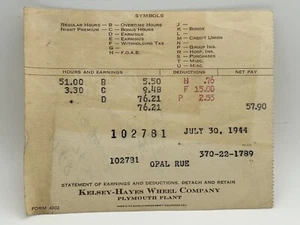 SYMBOLS
REGULAR HOURS — B — OVERTIME HOURS J —
NIGHT PREMIUM — C — BONUS HOURS K — BONDS
D — EARNINGS L —
E — EARNINGS M — CREDIT UNION
F — WITHHOLDING TAX N —
G — P — GROUP INS.
H — F.O.A.B. R — HOSP. INS.
S — PURCHASES
T — MISC.
U — MISC.
HOURS AND EARNINGS DEDUCTIONS NET PAY
51.00 B 5.50 H .76
3.30 C 9.48 F 15.00
D 76.21 P 2.55
76.21 57.90
102781 JULY 30, 1944
102781 OPAL RUE 370-22-1789
STATEMENT OF EARNINGS AND DEDUCTIONS. DETACH AND RETAIN
KELSEY-HAYES WHEEL COMPANY
PLYMOUTH PLANT
FORM 4002